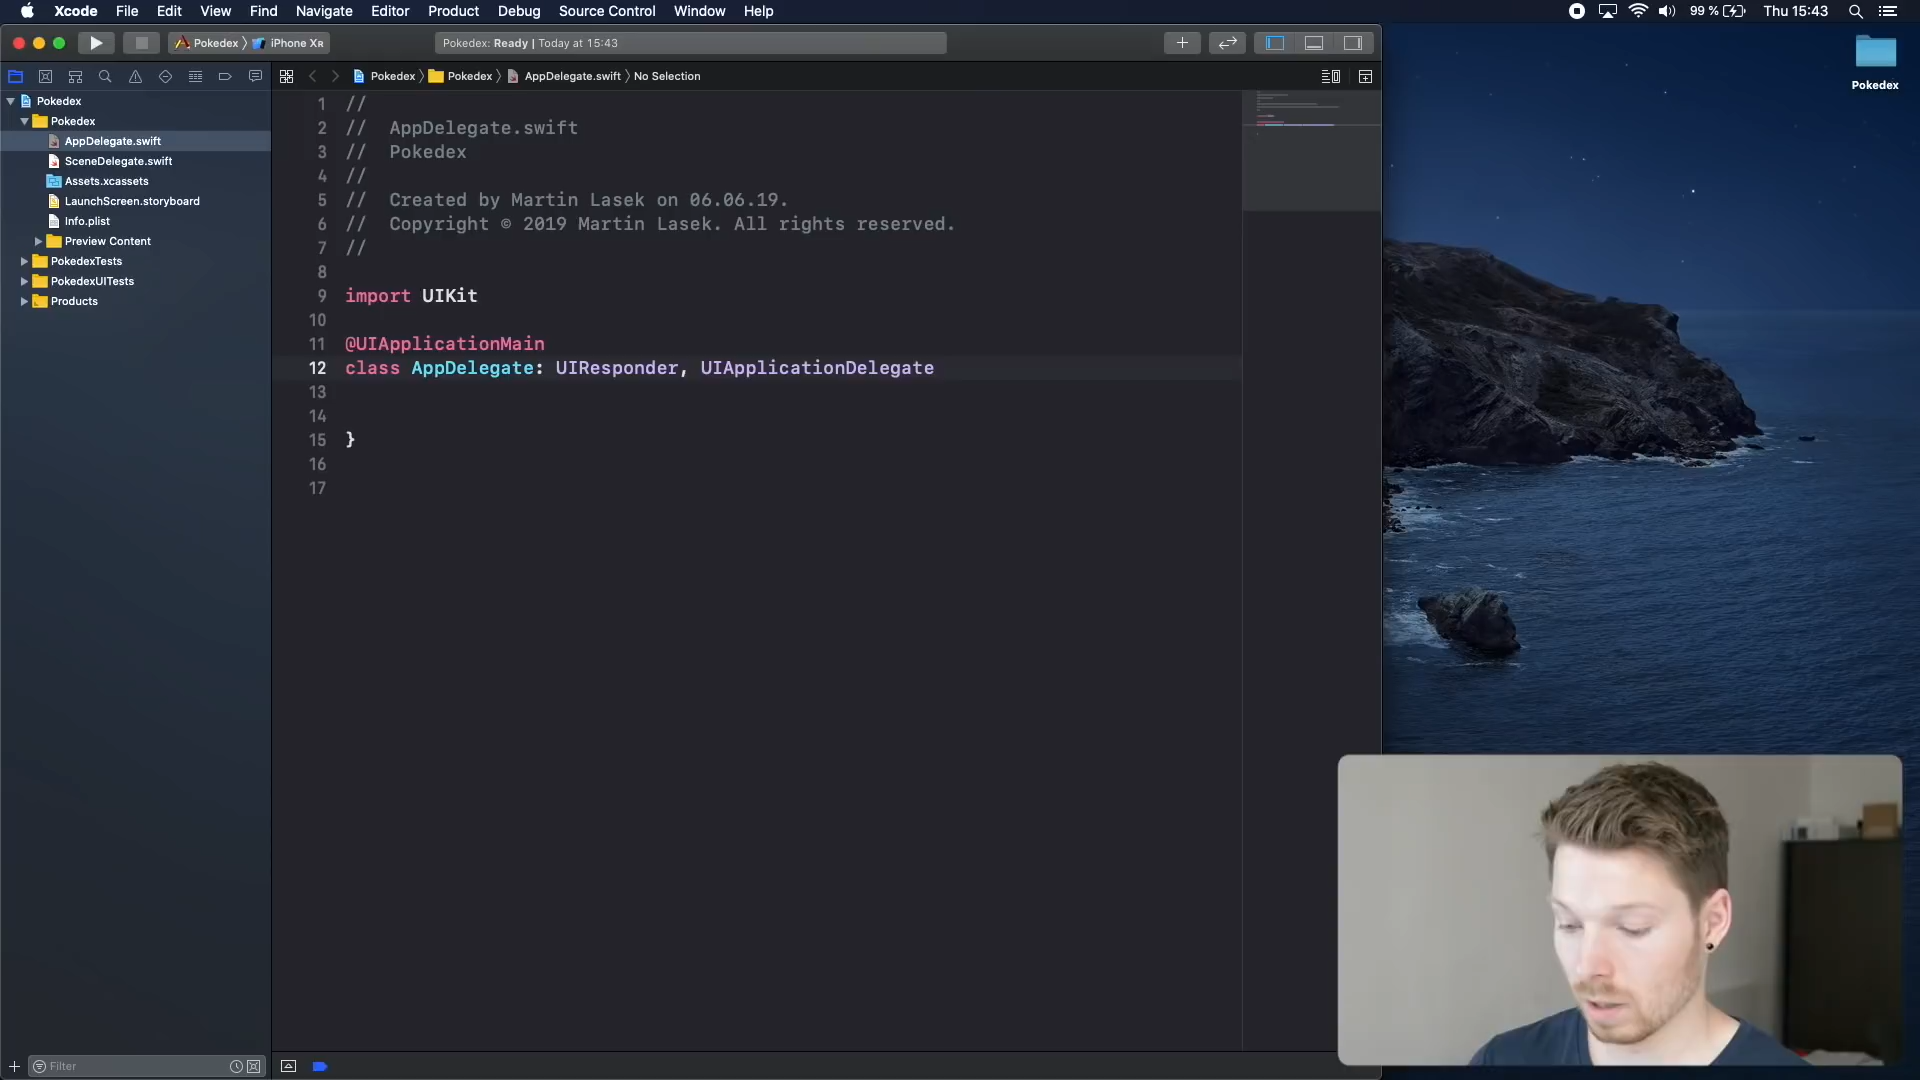 Xcode File Edit View Find Navigate Editor Product Debug Source Control Window Help 99 % Thu 15:43
Pokedex iPhone Xʀ Pokedex: Ready | Today at 15:43
Pokedex Pokedex AppDelegate.swift No Selection
Pokedex
Pokedex
Pokedex
AppDelegate.swift
SceneDelegate.swift
Assets.xcassets
LaunchScreen.storyboard
Info.plist
Preview Content
PokedexTests
PokedexUITests
Products
Filter
1 //
2 // AppDelegate.swift
3 // Pokedex
4 //
5 // Created by Martin Lasek on 06.06.19.
6 // Copyright © 2019 Martin Lasek. All rights reserved.
7 //
8
9 import UIKit
10
11 @UIApplicationMain
12 class AppDelegate: UIResponder, UIApplicationDelegate
13
14
15 }
16
17